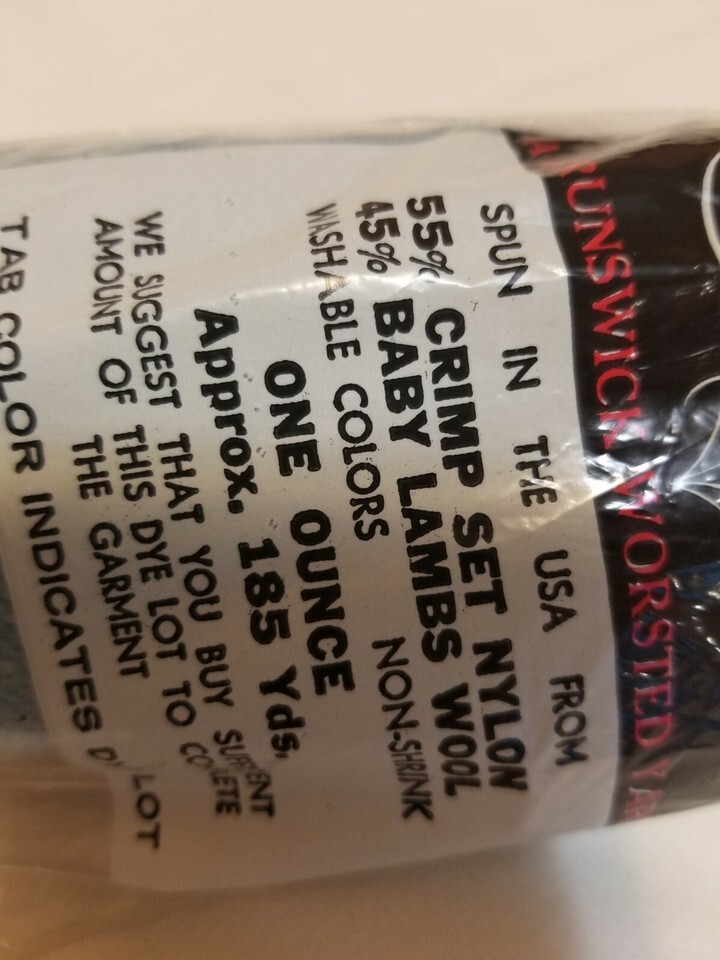 BRUNSWICK WORSTED
SPUN IN THE USA FROM
55% CRIMP SET NYLON
45% BABY LAMBS WOOL
WASHABLE COLORS NON-SHRINK
ONE OUNCE
Approx. 185 Yds.
WE SUGGEST THAT YOU BUY
AMOUNT OF THIS DYE LOT TO
THE GARMENT
TAB COLOR INDICATES LOT